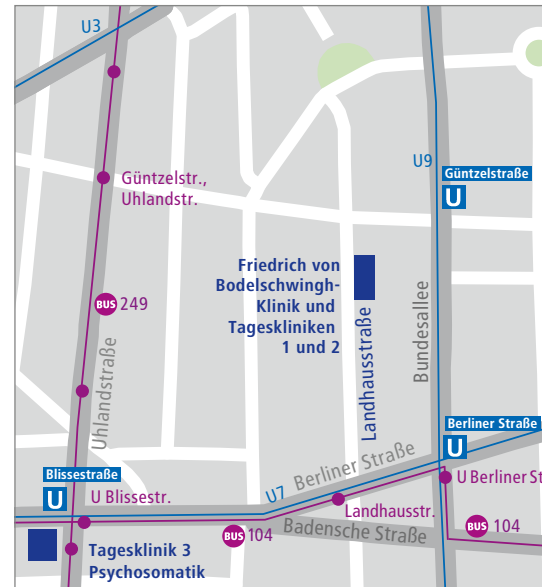 U3
Güntzelstr.,
Uhlandstr.
U9
Güntzelstraße
U
Friedrich von
Bodelschwingh-
Klinik und
Tageskliniken
1 und 2
BUS 249
Uhlandstraße
Landhausstraße
Bundesallee
Berliner Straße
U
Blissestraße
U
U Blissestr.
U7
Berliner Straße
U Berliner St
Landhausstr.
BUS 104
Badensche Straße
BUS 104
Tagesklinik 3
Psychosomatik